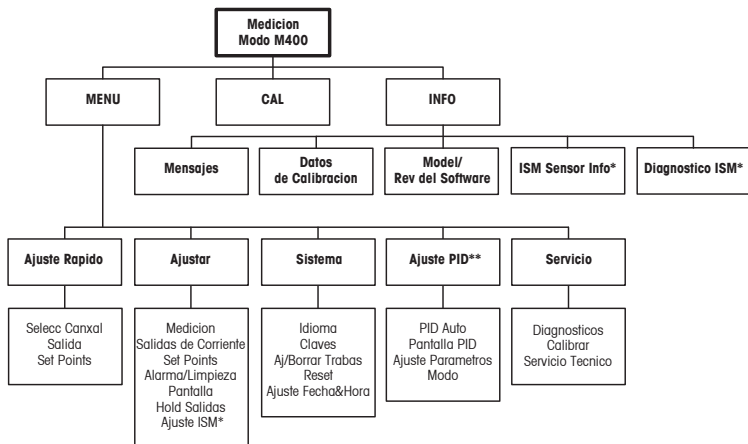 Medicion
Modo M400
MENU
CAL
INFO
Mensajes
Datos
de Calibracion
Model/
Rev del Software
ISM Sensor Info*
Diagnostico ISM*
Ajuste Rapido
Ajustar
Sistema
Ajuste PID**
Servicio
Selecc Canxal
Salida
Set Points
Medicion
Salidas de Corriente
Set Points
Alarma/Limpieza
Pantalla
Hold Salidas
Ajuste ISM*
Idioma
Claves
Aj/Borrar Trabas
Reset
Ajuste Fecha&Hora
PID Auto
Pantalla PID
Ajuste Parametros
Modo
Diagnosticos
Calibrar
Servicio Tecnico